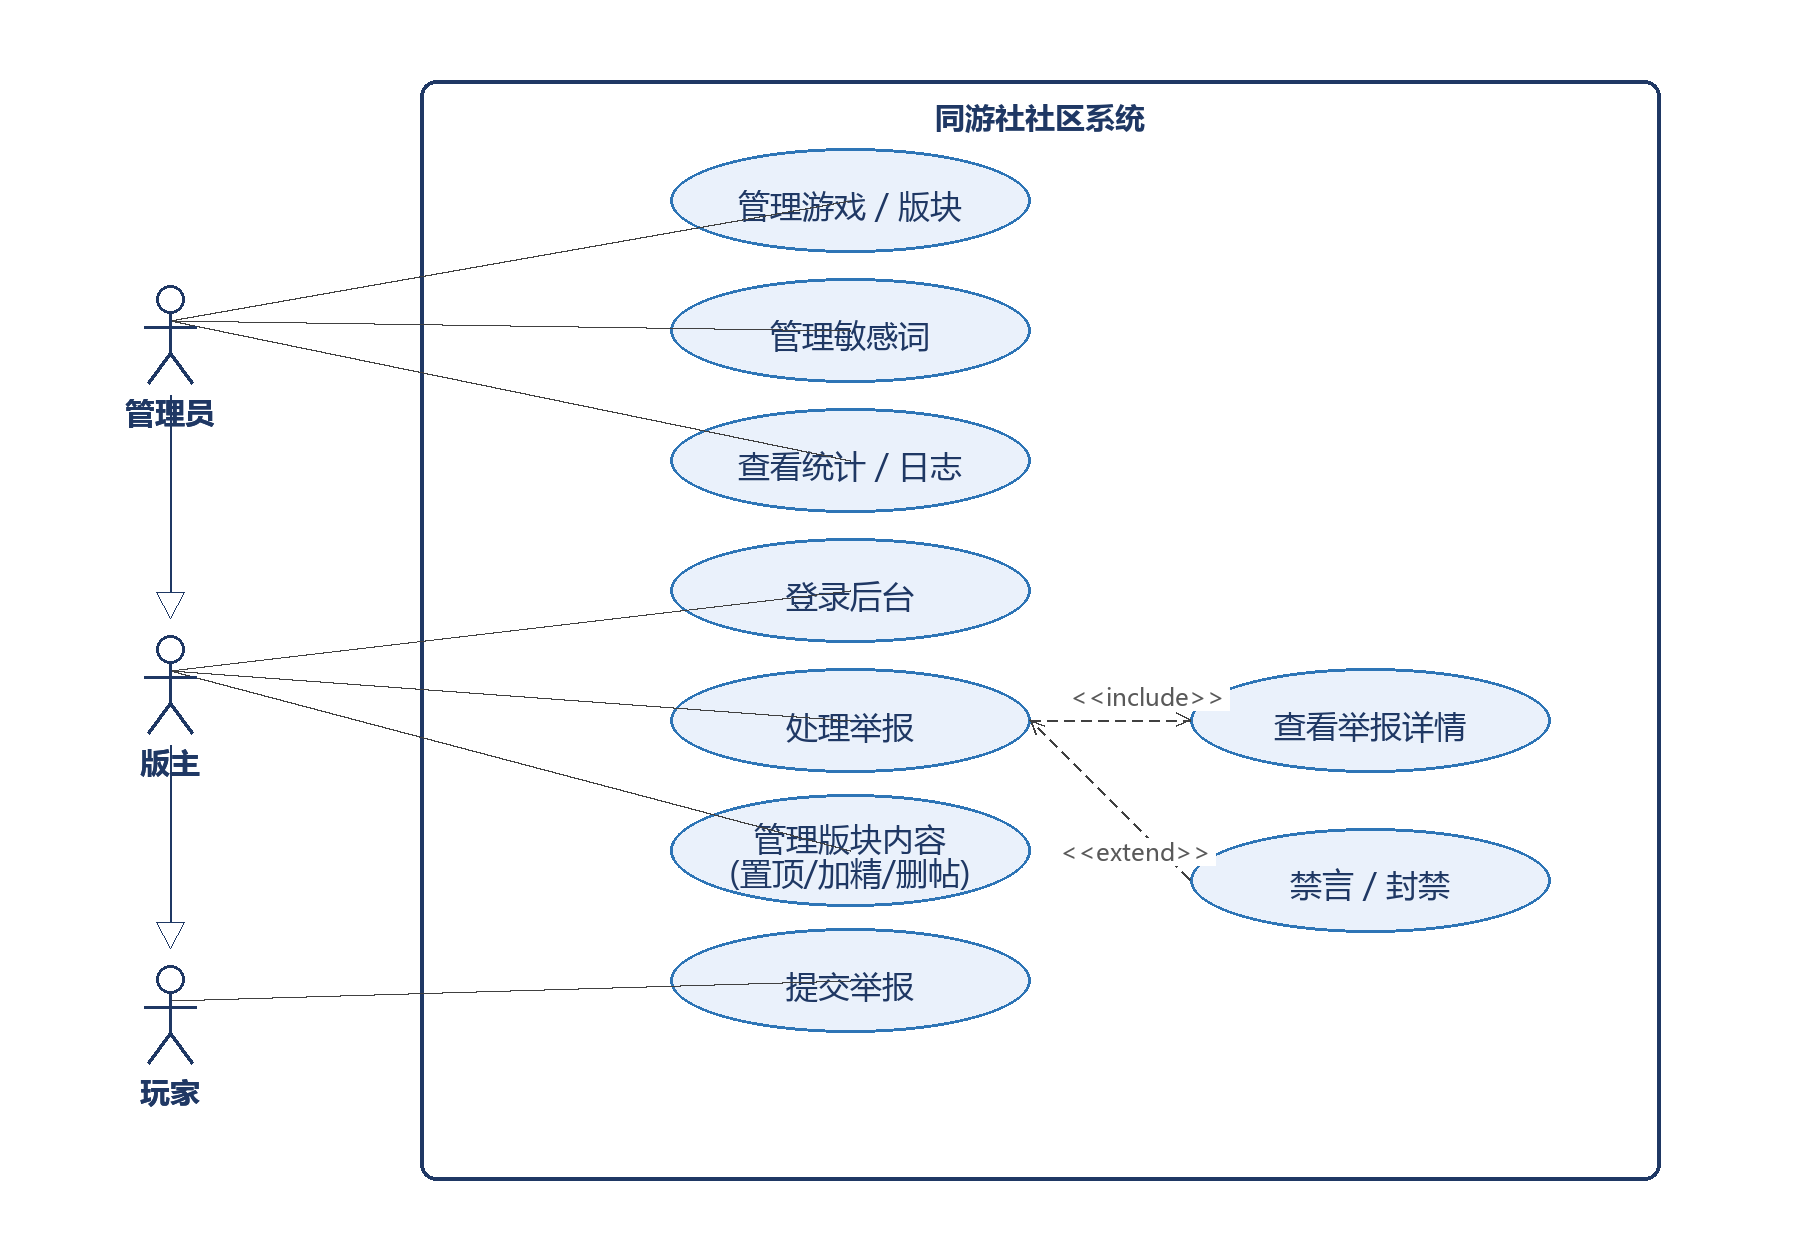 同游社社区系统
管理游戏 / 版块
管理敏感词
管理员
查看统计 / 日志
登录后台
<<include>>
处理举报
查看举报详情
版主
管理版块内容
(置顶/加精/删帖)
<<extend>>
禁言 / 封禁
提交举报
玩家